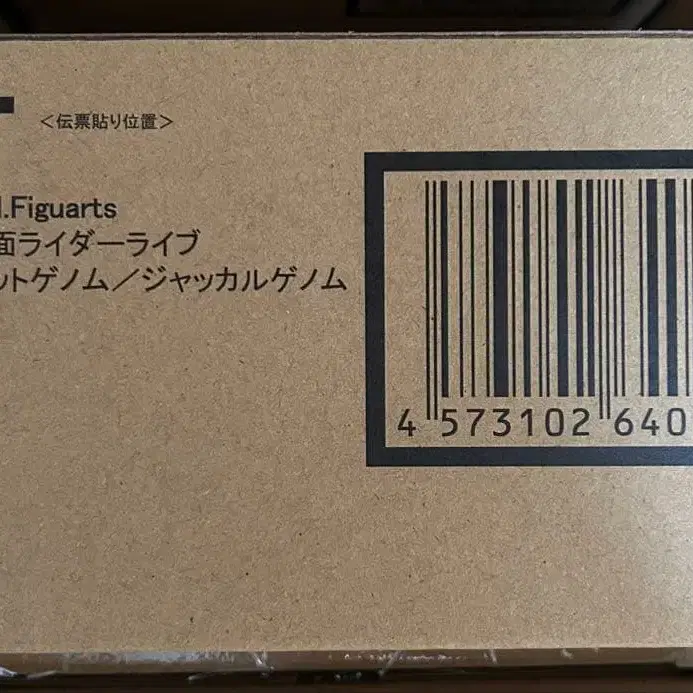 <伝票貼り位置>
.Figuarts
面ライダーライブ
ットゲノム／ジャッカルゲノム
4 573102 640